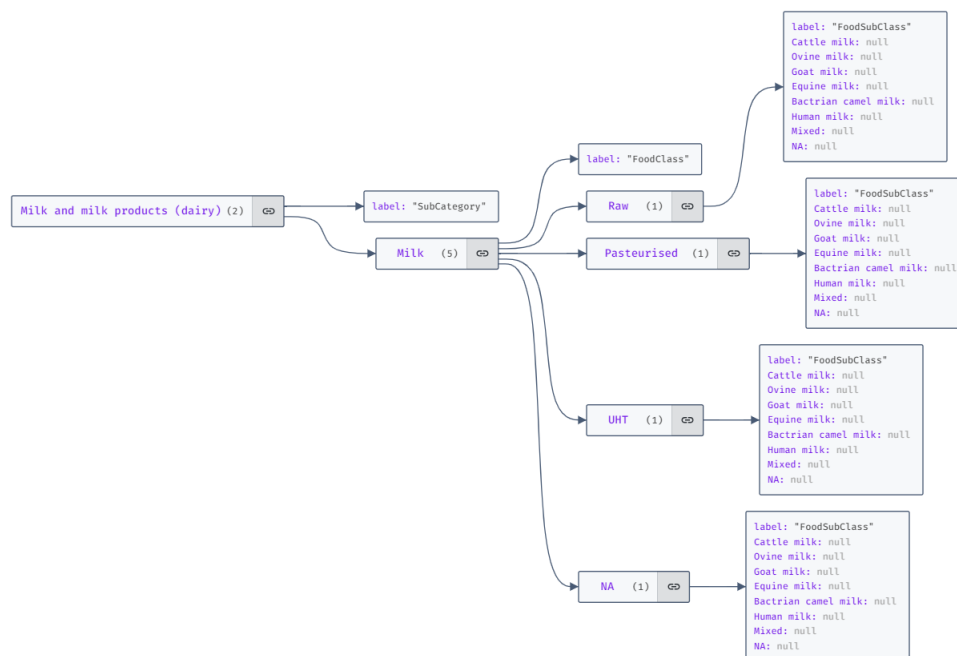 label: "FoodSubClass"
Cattle milk: null
Ovine milk: null
Goat milk: null
Equine milk: null
Bactrian camel milk: null
Human milk: null
Mixed: null
NA: null
label: "FoodClass"
Milk and milk products (dairy) (2)
label: "SubCategory"
Raw (1)
Milk (5)
Pasteurised (1)
label: "FoodSubClass"
Cattle milk: null
Ovine milk: null
Goat milk: null
Equine milk: null
Bactrian camel milk: null
Human milk: null
Mixed: null
NA: null
UHT (1)
label: "FoodSubClass"
Cattle milk: null
Ovine milk: null
Goat milk: null
Equine milk: null
Bactrian camel milk: null
Human milk: null
Mixed: null
NA: null
NA (1)
label: "FoodSubClass"
Cattle milk: null
Ovine milk: null
Goat milk: null
Equine milk: null
Bactrian camel milk: null
Human milk: null
Mixed: null
NA: null